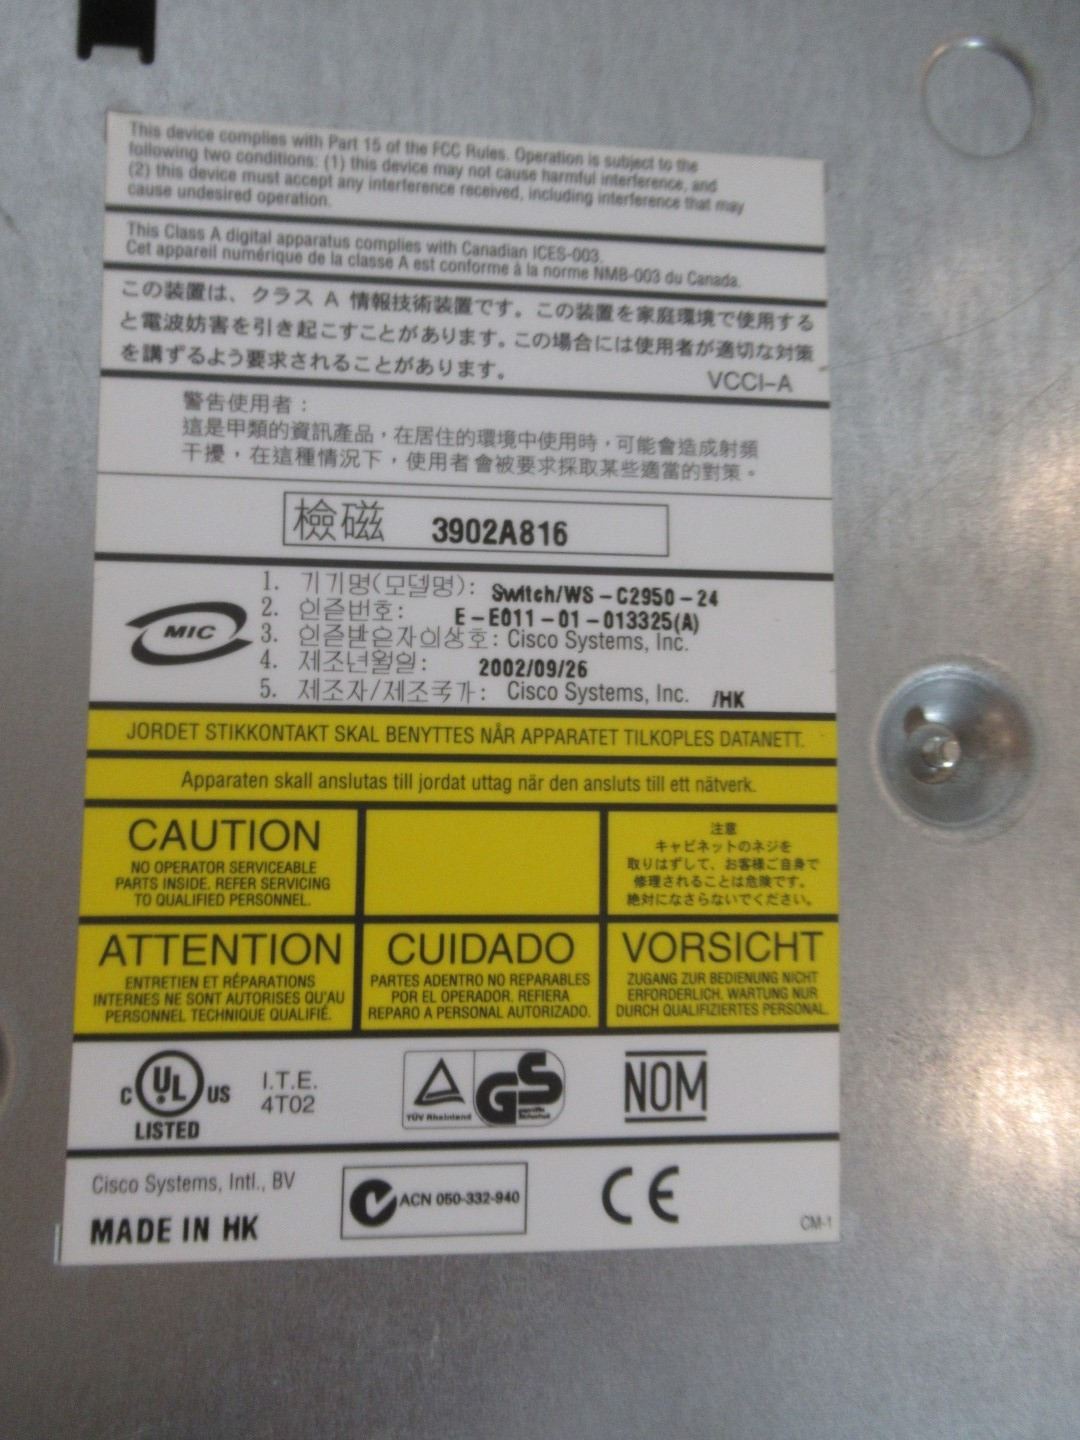 This device complies with Part 15 of the FCC Rules. Operation is subject to the
following two conditions: (1) this device may not cause harmful interference, and
(2) this device must accept any interference received, including interference that may
cause undesired operation.
This Class A digital apparatus complies with Canadian ICES-003.
Cet appareil numérique de la classe A est conforme à la norme NMB-003 du Canada.
この装置は、クラス A 情報技術装置です。この装置を家庭環境で使用する
と電波妨害を引き起こすことがあります。この場合には使用者が適切な対策
を講ずるよう要求されることがあります。
VCCI-A
警告使用者：
這是甲類的資訊產品，在居住的環境中使用時，可能會造成射頻
干擾，在這種情況下，使用者會被要求採取某些適當的對策。
檢磁 3902A816
MIC
1. 기기명(모델명): Switch/WS-C2950-24
2. 인증번호: E-E011-01-013325(A)
3. 인증받은자의상호: Cisco Systems, Inc.
4. 제조년월일: 2002/09/26
5. 제조자/제조국가: Cisco Systems, Inc. /HK
JORDET STIKKONTAKT SKAL BENYTTES NÅR APPARATET TILKOPLES DATANETT.
Apparaten skall anslutas till jordat uttag när den ansluts till ett nätverk.
CAUTION
NO OPERATOR SERVICEABLE
PARTS INSIDE. REFER SERVICING
TO QUALIFIED PERSONNEL.
注意
キャビネットのネジを
取りはずして、お客様ご自身で
修理されることは危険です。
絶対になさらないでください。
ATTENTION
ENTRETIEN ET RÉPARATIONS
INTERNES NE SONT AUTORISES QU'AU
PERSONNEL TECHNIQUE QUALIFIÉ.
CUIDADO
PARTES ADENTRO NO REPARABLES
POR EL OPERADOR. REFIERA
REPARO A PERSONAL AUTORIZADO.
VORSICHT
ZUGANG ZUR BEDIENUNG NICHT
ERFORDERLICH. WARTUNG NUR
DURCH QUALIFIZIERTES PERSONAL.
C UL US
LISTED
I.T.E.
4T02
TÜV Rheinland
GS
geprüfte
Sicherheit
NOM
Cisco Systems, Intl., BV
MADE IN HK
ACN 050-332-940
CE
CM-1